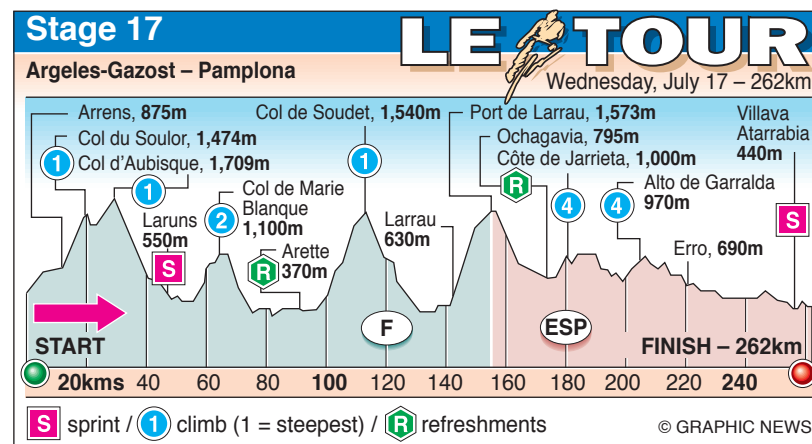 Stage 17
LE TOUR
Argeles-Gazost – Pamplona
Wednesday, July 17 – 262km
Arrens, 875m
Col du Soulor, 1,474m
1
Col d’Aubisque, 1,709m
1
Laruns
550m
S
Col de Marie
Blanque
1,100m
2
Arette
370m
R
Col de Soudet, 1,540m
1
Larrau
630m
Port de Larrau, 1,573m
Ochagavia, 795m
R
Côte de Jarrieta, 1,000m
4
Alto de Garralda
970m
4
Erro, 690m
Villava
Atarrabia
440m
S
F
ESP
START
FINISH – 262km
20kms 40 60 80 100 120 140 160 180 200 220 240
S sprint / 1 climb (1 = steepest) / R refreshments
© GRAPHIC NEWS